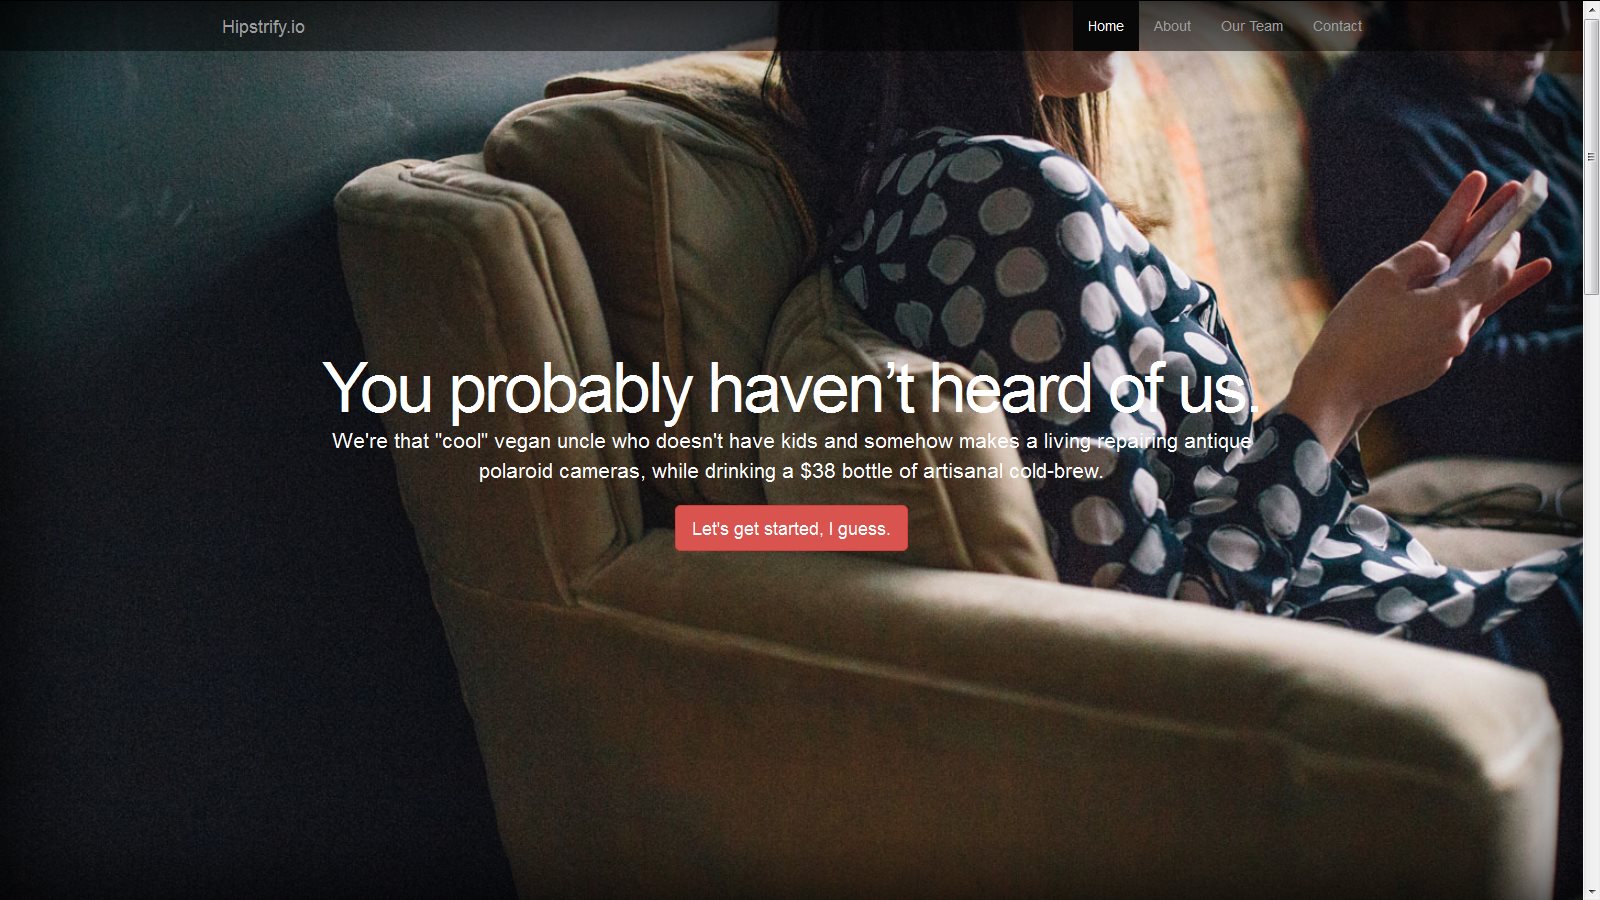 Hipstrify.io
Home
About
Our Team
Contact
You probably haven’t heard of us.
We're that "cool" vegan uncle who doesn't have kids and somehow makes a living repairing antique
polaroid cameras, while drinking a $38 bottle of artisanal cold-brew.
Let's get started, I guess.